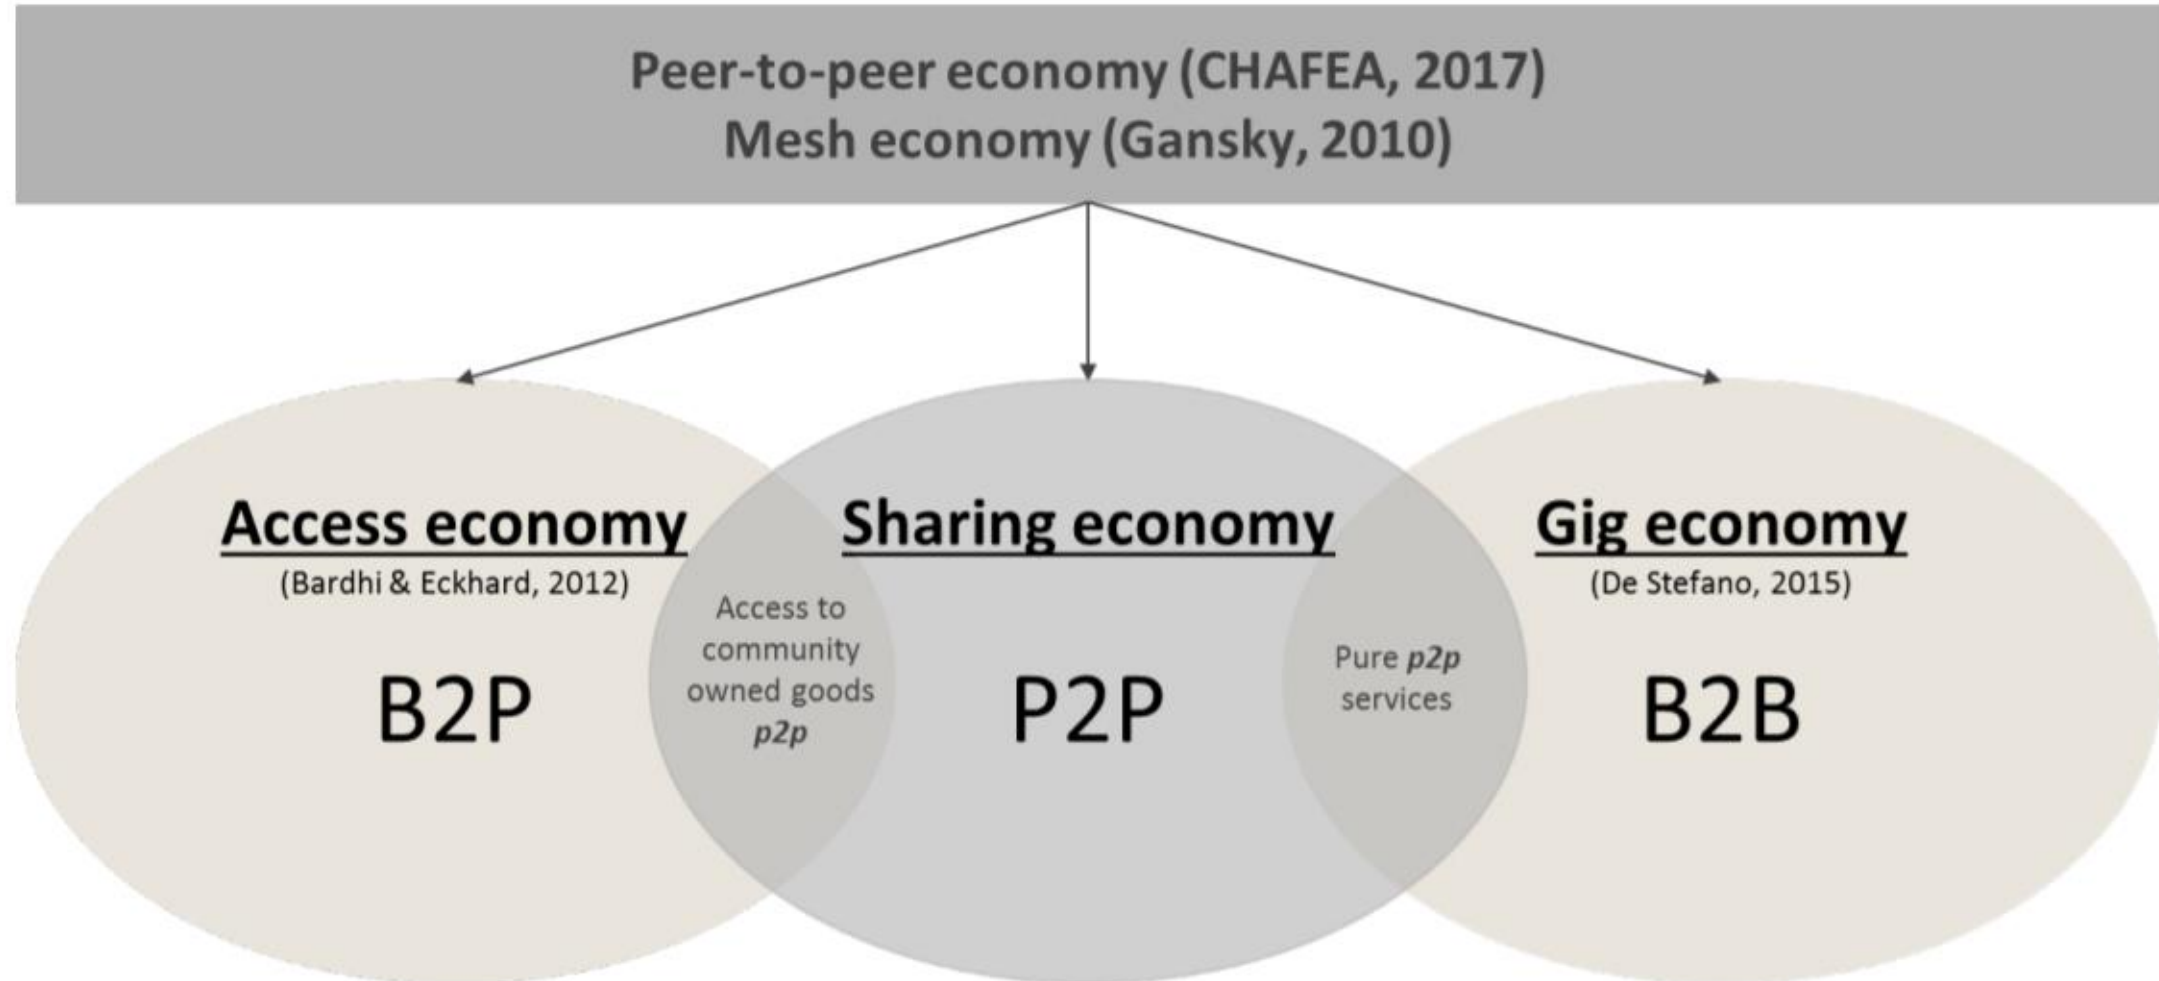 Peer-to-peer economy (CHAFEA, 2017)
Mesh economy (Gansky, 2010)
Access economy
(Bardhi & Eckhard, 2012)
B2P
Access to
community
owned goods
p2p
Sharing economy
P2P
Pure p2p
services
Gig economy
(De Stefano, 2015)
B2B